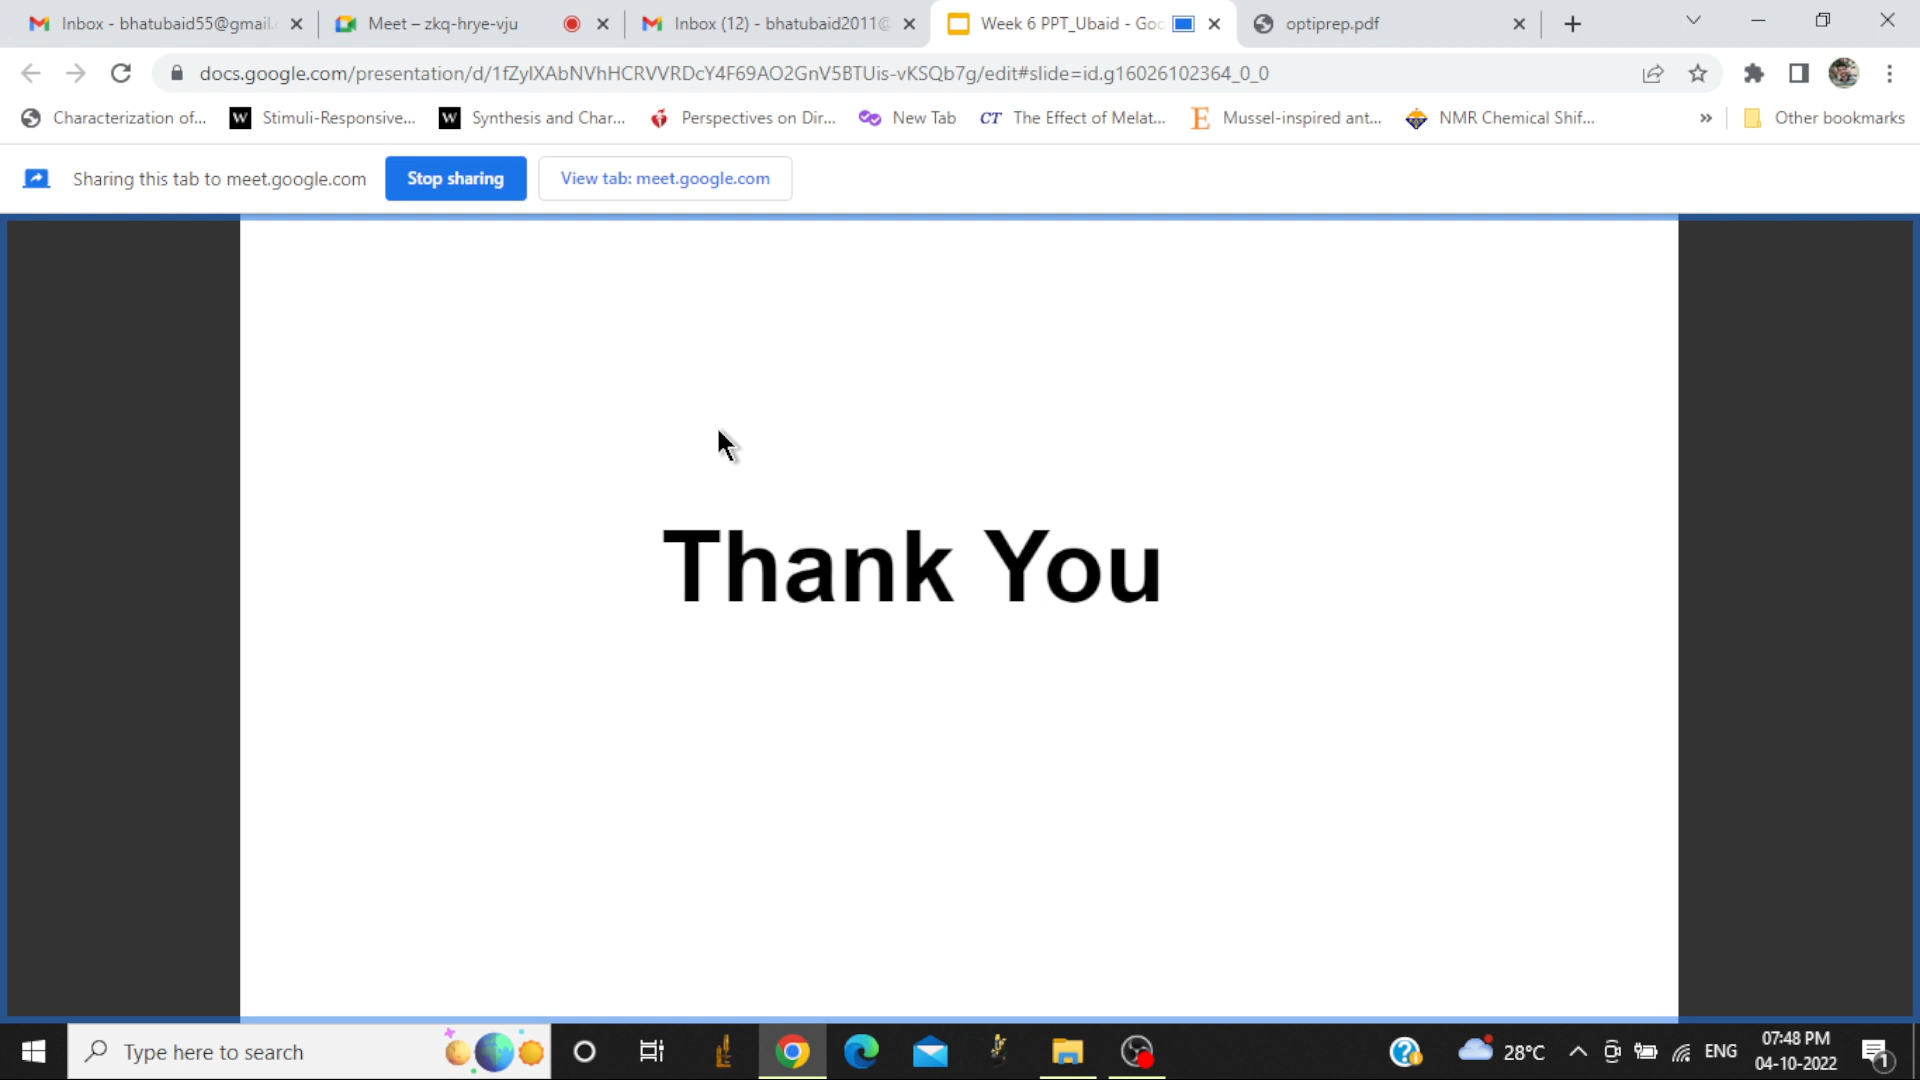 Inbox - bhatubaid55@gmail.
Meet – zkq-hrye-vju
Inbox (12) - bhatubaid2011@
Week 6 PPT_Ubaid - Goo
optiprep.pdf
docs.google.com/presentation/d/1fZylXAbNVhHCRVVRDcY4F69AO2GnV5BTUis-vKSQb7g/edit#slide=id.g16026102364_0_0
Characterization of...
W Stimuli-Responsive...
W Synthesis and Char...
Perspectives on Dir...
New Tab
CT The Effect of Melat...
E Mussel-inspired ant...
NMR Chemical Shif...
»
Other bookmarks
Sharing this tab to meet.google.com
Stop sharing
View tab: meet.google.com
Thank You
Type here to search
28°C
ENG
07:48 PM
04-10-2022
1